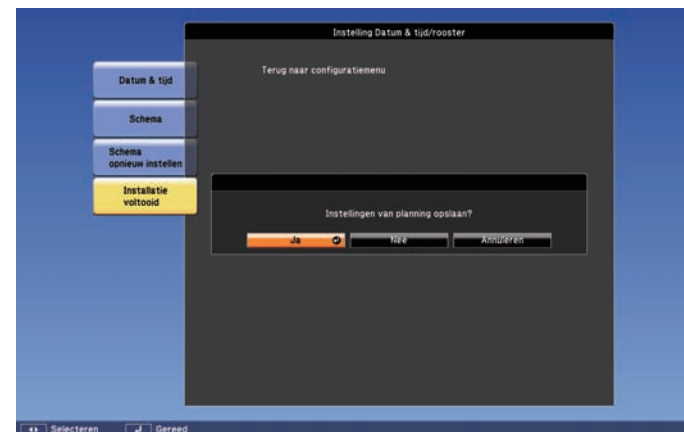 Instelling Datum & tijd/rooster
Datum & tijd
Terug naar configuratiemenu
Schema
Schema
opnieuw instellen
Installatie
voltooid
Instellingen van planning opslaan?
Ja Nee Annuleren
Selecteren Gereed